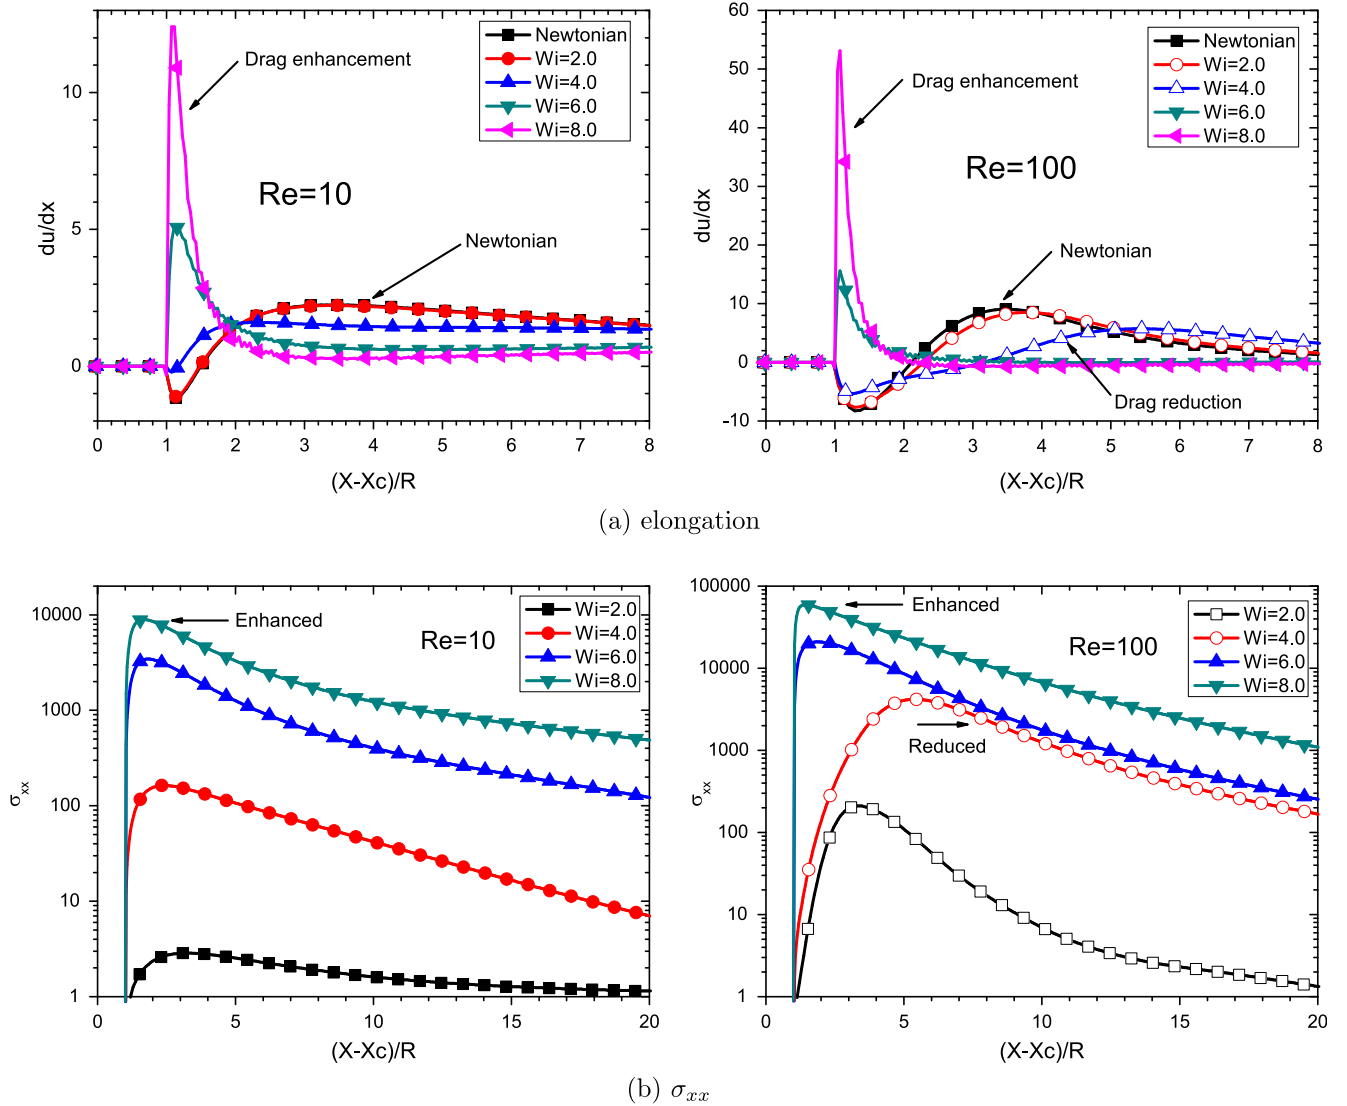 Newtonian
Wi=2.0
Wi=4.0
Wi=6.0
Wi=8.0
Drag enhancement
Re=10
Newtonian
du/dx
10
5
0
0 1 2 3 4 5 6 7 8
(X-Xc)/R
Newtonian
Wi=2.0
Wi=4.0
Wi=6.0
Wi=8.0
Drag enhancement
Re=100
Newtonian
Drag reduction
du/dx
60
50
40
30
20
10
0
-10
0 1 2 3 4 5 6 7 8
(X-Xc)/R
(a) elongation
Wi=2.0
Wi=4.0
Wi=6.0
Wi=8.0
Enhanced
Re=10
σxx
10000
1000
100
10
1
0 5 10 15 20
(X-Xc)/R
Wi=2.0
Wi=4.0
Wi=6.0
Wi=8.0
Enhanced
Re=100
Reduced
σxx
100000
10000
1000
100
10
1
0 5 10 15 20
(X-Xc)/R
(b) σxx